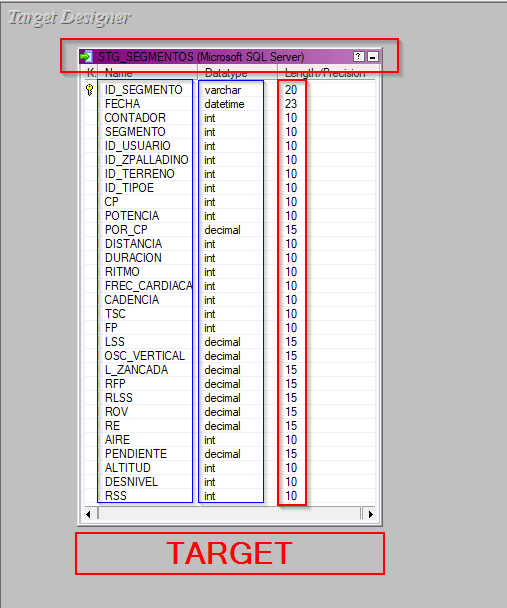 Target Designer
STG_SEGMENTOS (Microsoft SQL Server) ?
K. Name Datatype Length/Precision
ID_SEGMENTO varchar 20
FECHA datetime 23
CONTADOR int 10
SEGMENTO int 10
ID_USUARIO int 10
ID_ZPALLADINO int 10
ID_TERRENO int 10
ID_TIPOE int 10
CP int 10
POTENCIA int 10
POR_CP decimal 15
DISTANCIA int 10
DURACION int 10
RITMO int 10
FREC_CARDIACA int 10
CADENCIA int 10
TSC int 10
FP int 10
LSS decimal 15
OSC_VERTICAL decimal 15
L_ZANCADA decimal 15
RFP decimal 15
RLSS decimal 15
ROV decimal 15
RE decimal 15
AIRE int 10
PENDIENTE decimal 15
ALTITUD int 10
DESNIVEL int 10
RSS int 10
TARGET